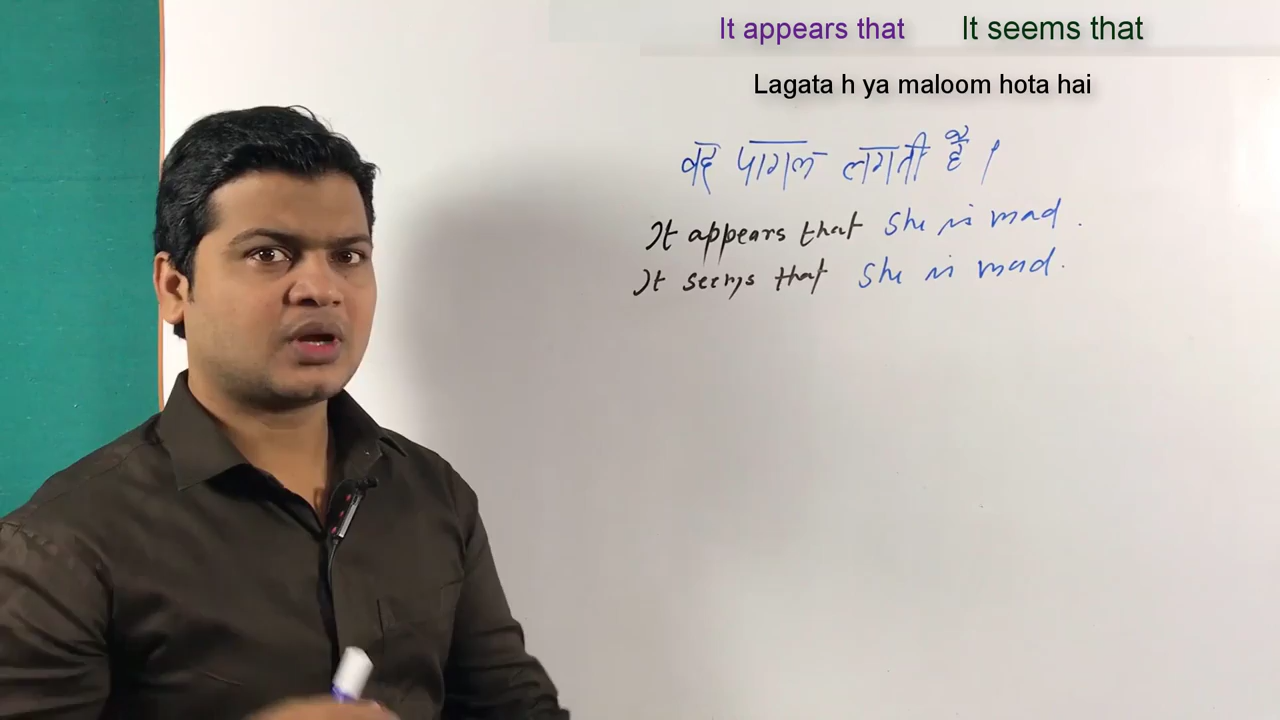 It appears that It seems that
Lagata h ya maloom hota hai
वह पागल लगती है।
It appears that She is mad.
It seems that She is mad.